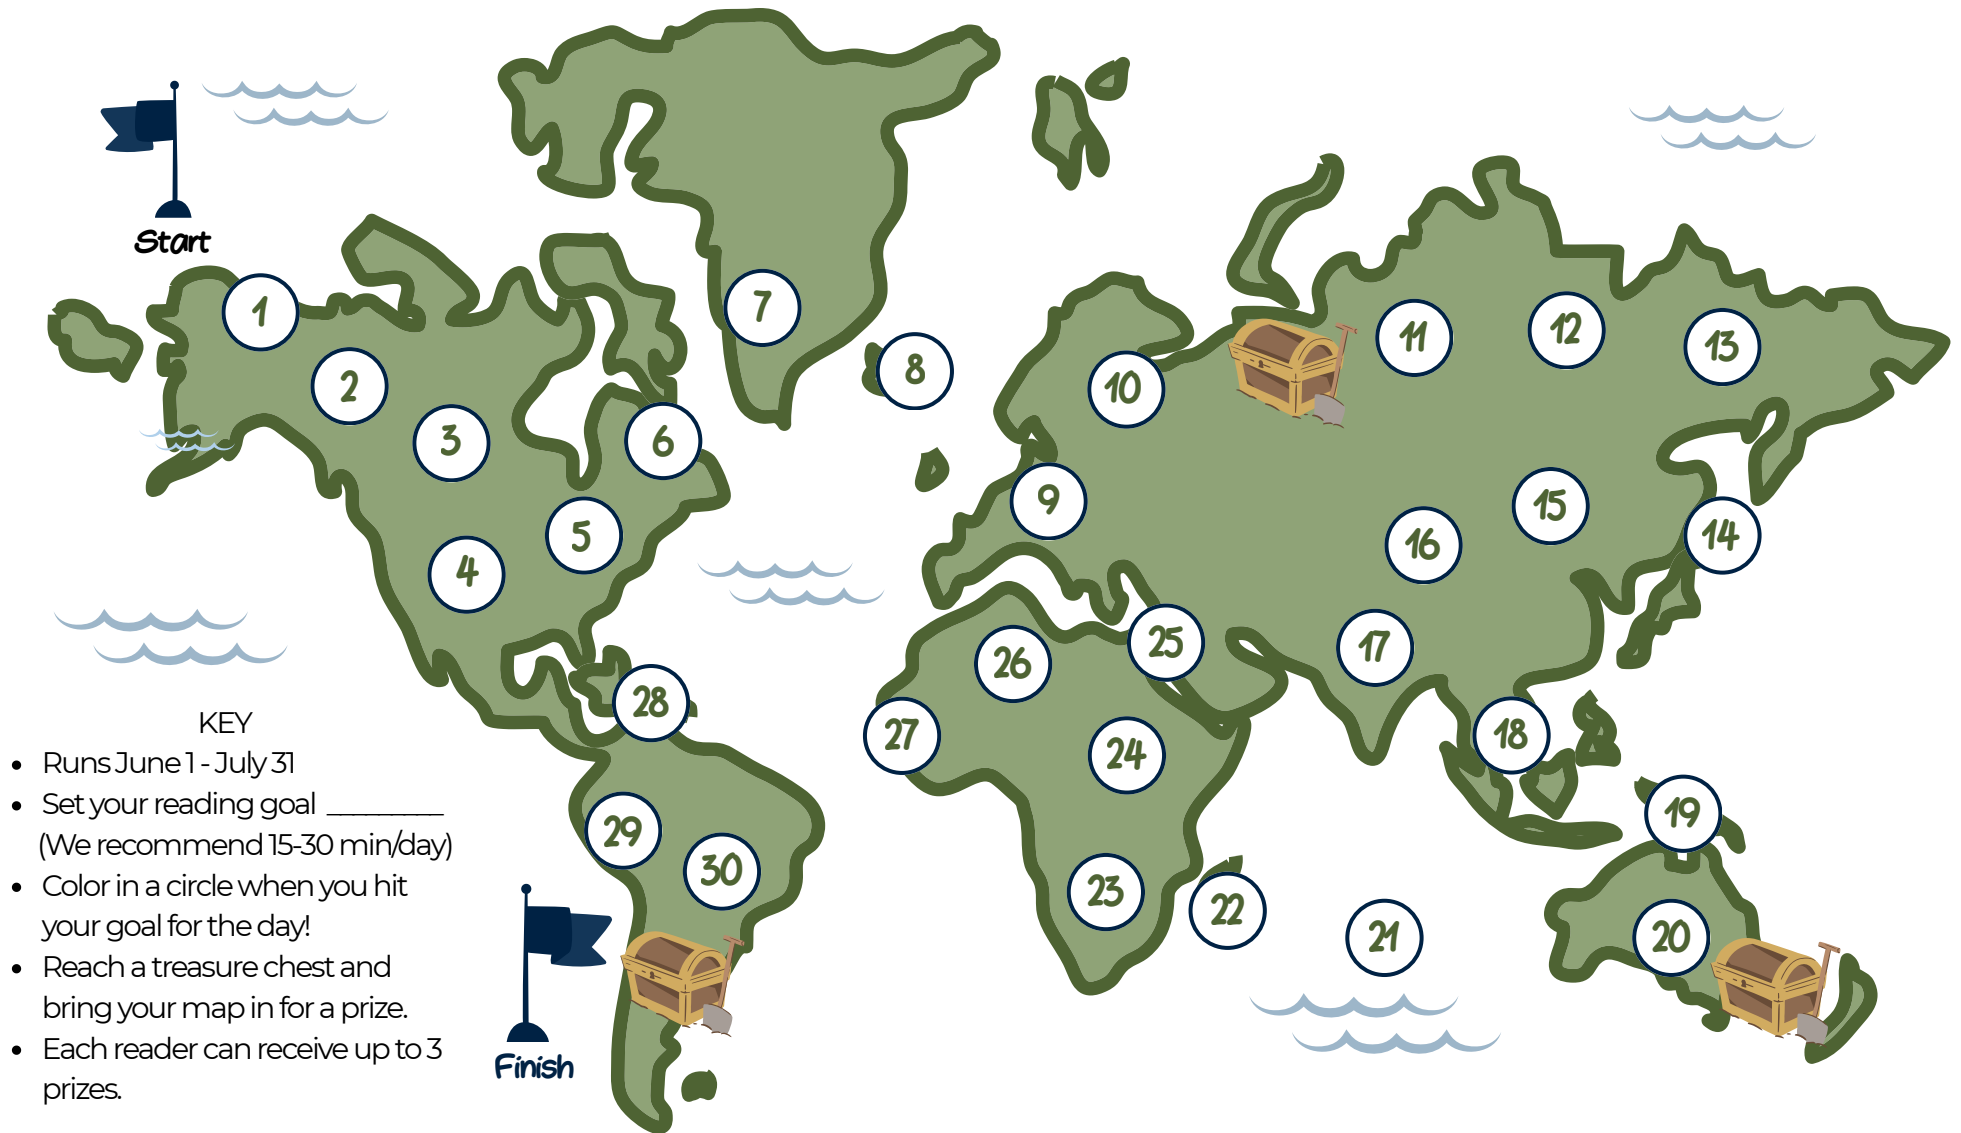 Start
1
2
3
4
5
6
7
8
9
10
11
12
13
14
15
16
17
18
19
20
21
22
23
24
25
26
27
28
29
30
Finish
KEY
• Runs June 1 - July 31
• Set your reading goal _________
(We recommend 15-30 min/day)
• Color in a circle when you hit
your goal for the day!
• Reach a treasure chest and
bring your map in for a prize.
• Each reader can receive up to 3
prizes.